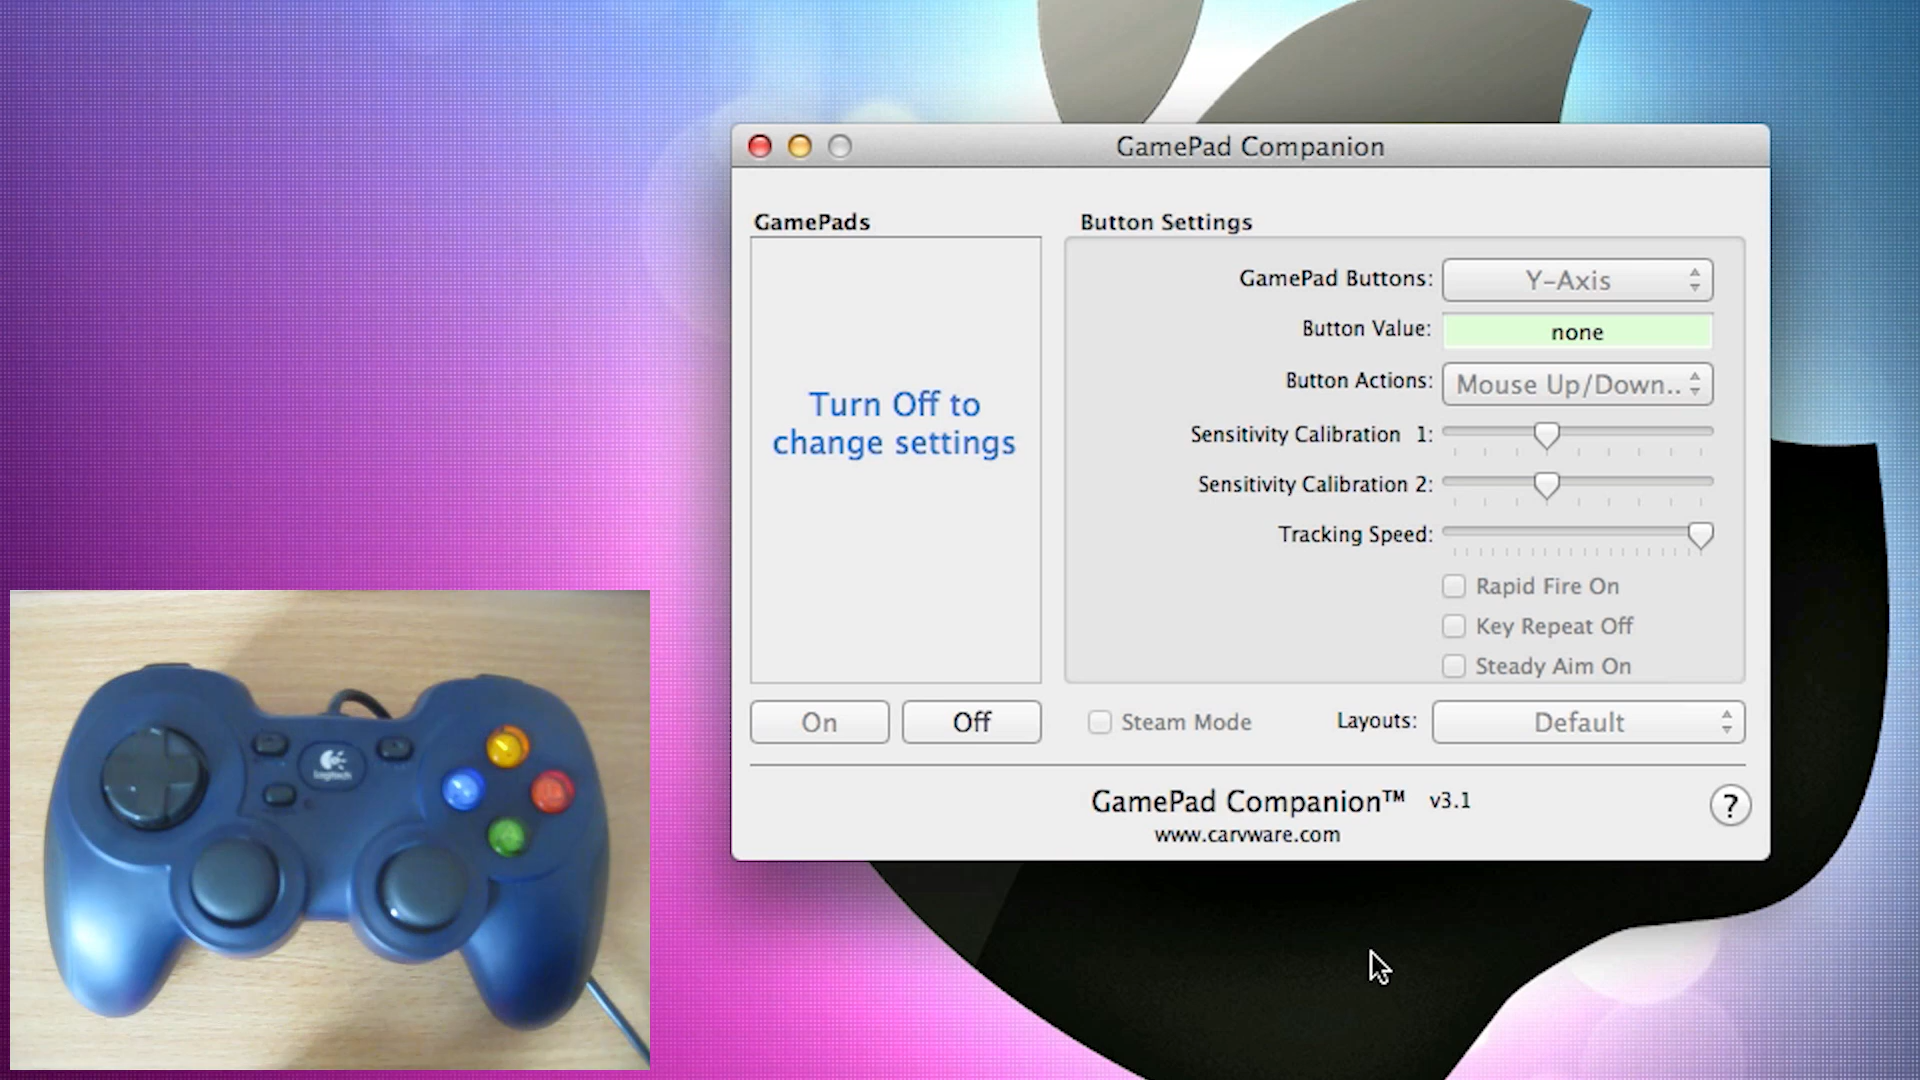 GamePad Companion
GamePads
Turn Off to
change settings
On
Off
Button Settings
GamePad Buttons: Y-Axis
Button Value: none
Button Actions: Mouse Up/Down..
Sensitivity Calibration 1:
Sensitivity Calibration 2:
Tracking Speed:
Rapid Fire On
Key Repeat Off
Steady Aim On
Steam Mode
Layouts: Default
GamePad Companion™ v3.1
www.carvware.com
?
Logitech